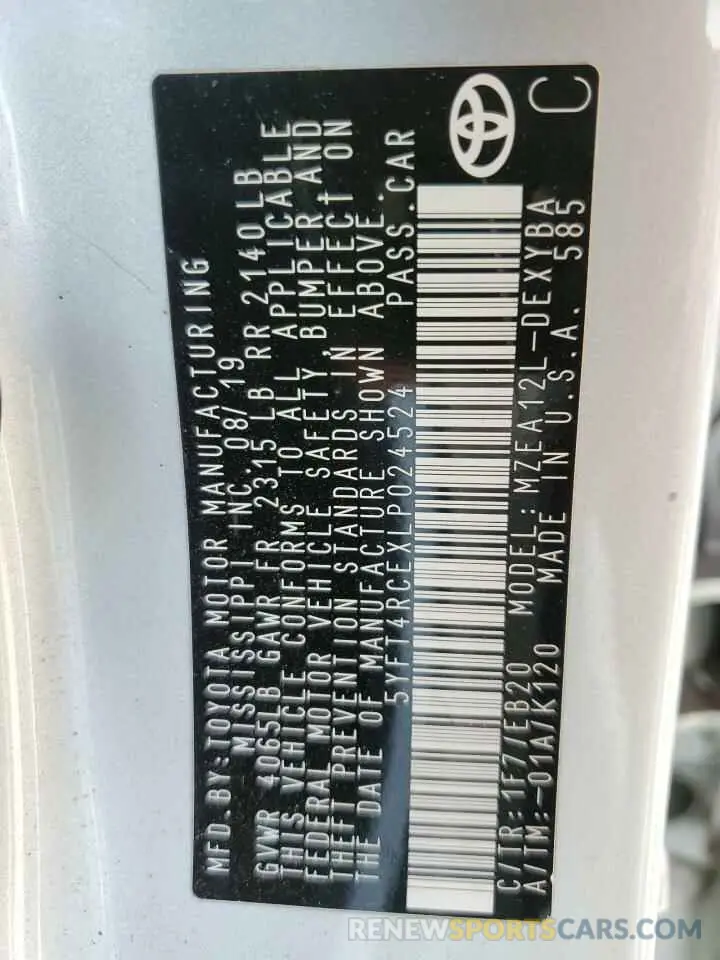 MFD. BY: TOYOTA MOTOR MANUFACTURING
MISSISSIPPI INC. 08/19
GVWR 4065LB GAWR FR 2315 LB RR 2140 LB
THIS VEHICLE CONFORMS TO ALL APPLICABLE
FEDERAL MOTOR VEHICLE SAFETY, BUMPER AND
THEFT PREVENTION STANDARDS IN EFFECT ON
THE DATE OF MANUFACTURE SHOWN ABOVE.
5YFT4RCEXLP024524 PASS. CAR
C/TR: 1F7/EB20 MODEL: MZEA12L-DEXYBA
A/TM: -01A/K120 MADE IN U.S.A. 585
C
RENEWSPORTSCARS.COM